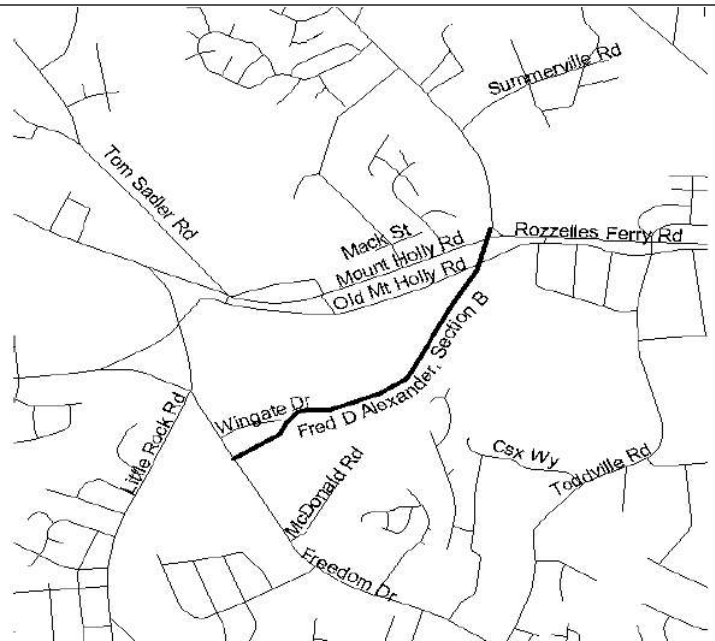 Summerville Rd
Tom Sadler Rd
Mack St
Rozzelles Ferry Rd
Mount Holly Rd
Old Mt Holly Rd
Fred D Alexander, Section B
Wingate Dr
Little Rock Rd
Csx Wy
Toddville Rd
McDonald Rd
Freedom Dr